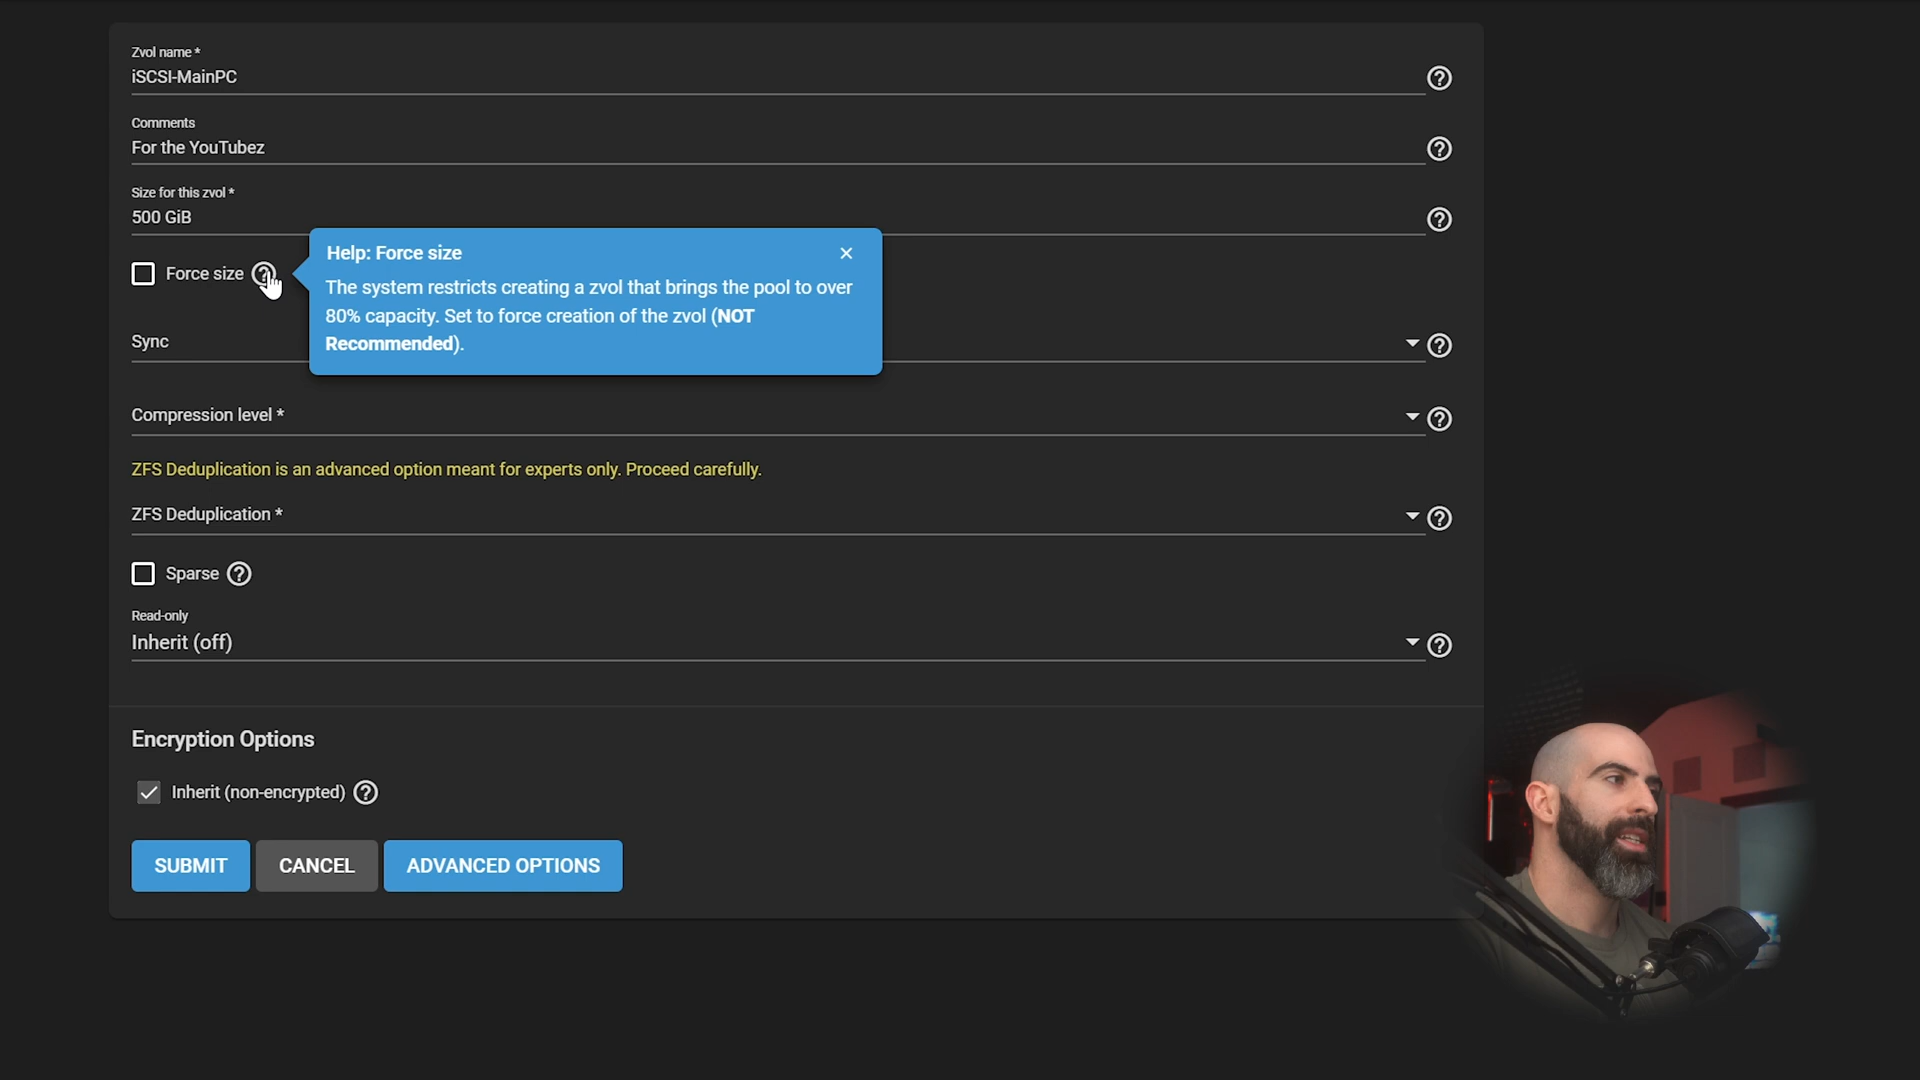 Zvol name *
iSCSI-MainPC
Comments
For the YouTubez
Size for this zvol *
500 GiB
Force size
Help: Force size
The system restricts creating a zvol that brings the pool to over
80% capacity. Set to force creation of the zvol (NOT
Recommended).
Sync
Compression level *
ZFS Deduplication is an advanced option meant for experts only. Proceed carefully.
ZFS Deduplication *
Sparse
Read-only
Inherit (off)
Encryption Options
Inherit (non-encrypted)
SUBMIT CANCEL ADVANCED OPTIONS